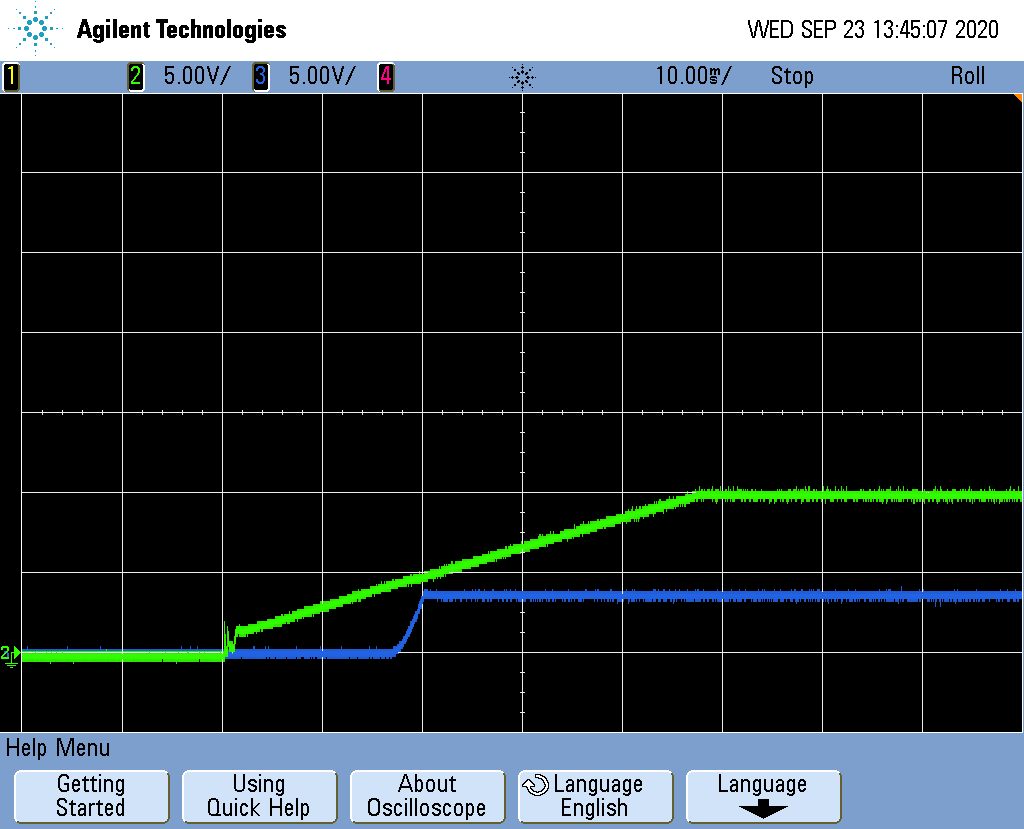 Agilent Technologies
WED SEP 23 13:45:07 2020
1 2 5.00V/ 3 5.00V/ 4 10.00ms/ Stop Roll
2
Help Menu
Getting
Started
Using
Quick Help
About
Oscilloscope
Language
English
Language